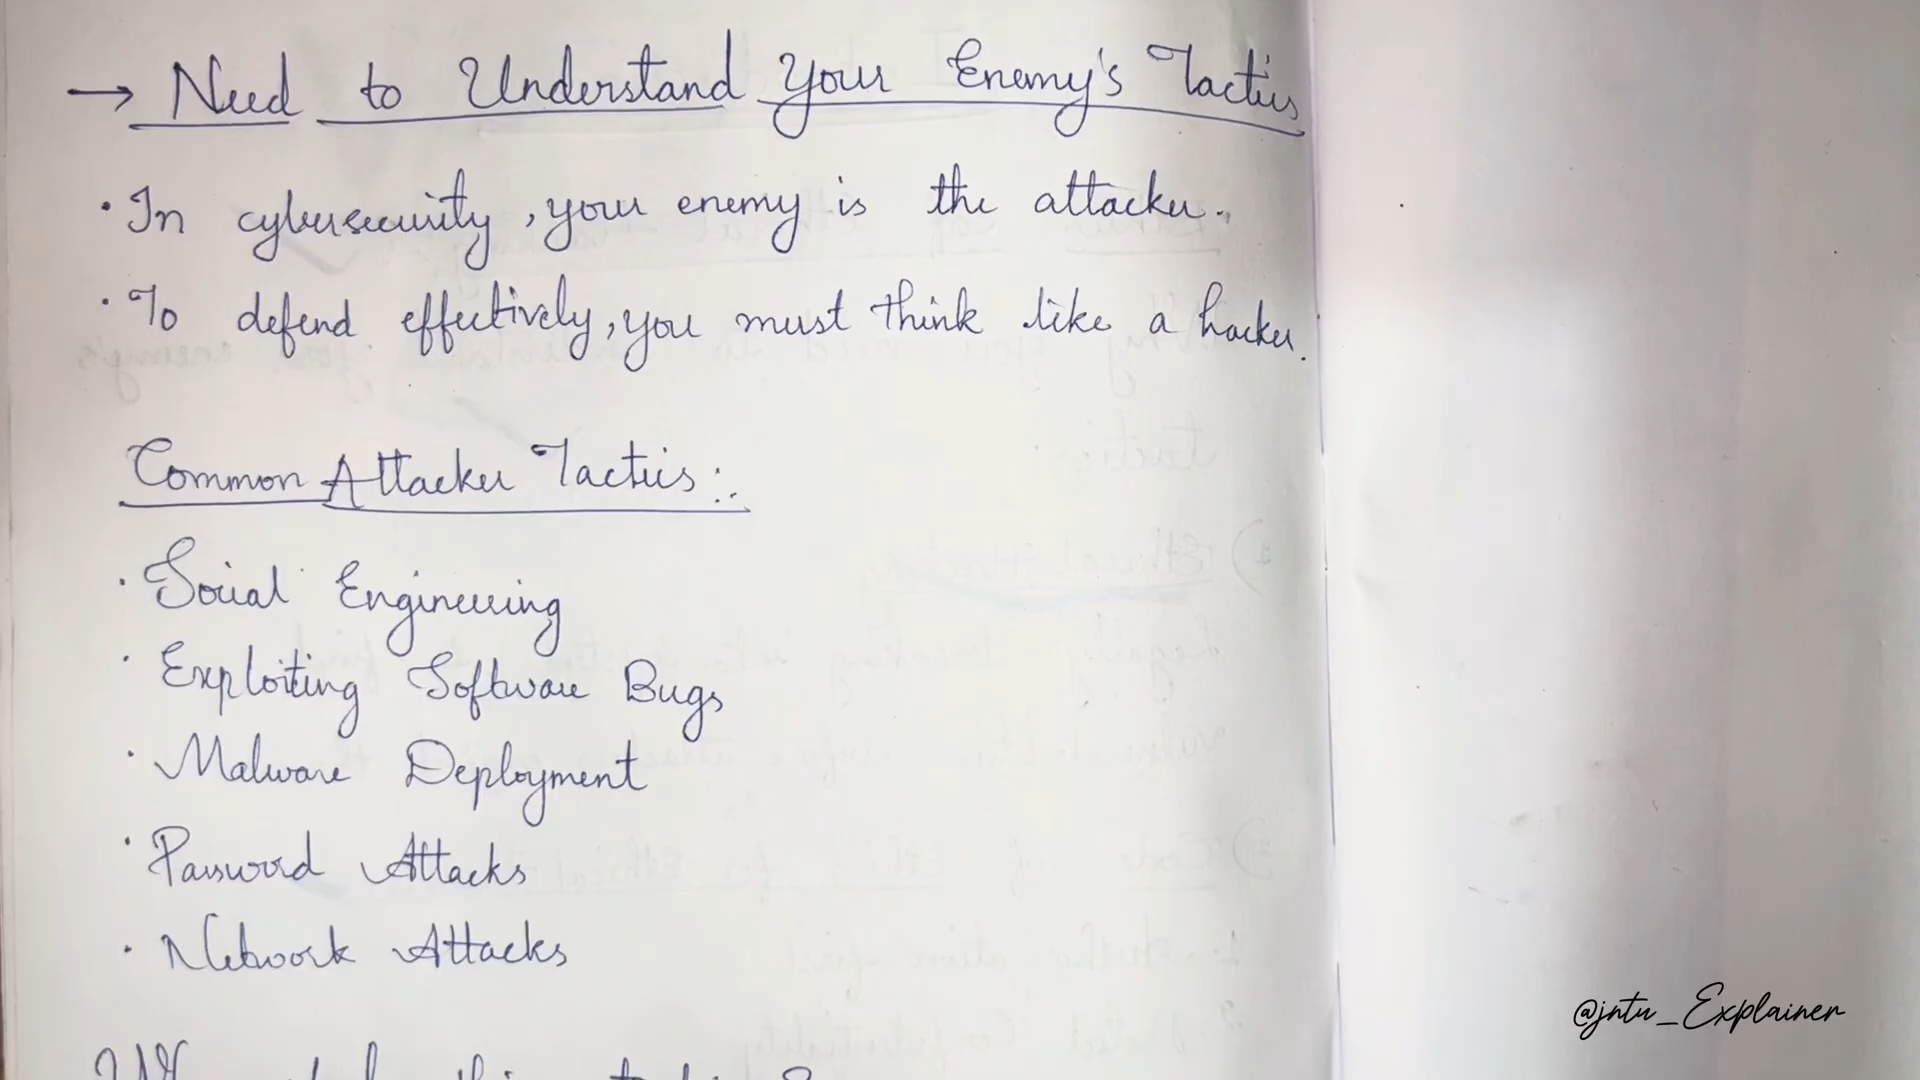 → Need to Understand Your Enemy's Tactics
• In cybersecurity, your enemy is the attacker.
• To defend effectively, you must think like a hacker.
Common Attacker Tactics:
• Social Engineering
• Exploiting Software Bugs
• Malware Deployment
• Password Attacks
• Network Attacks
@jntu_Explainer